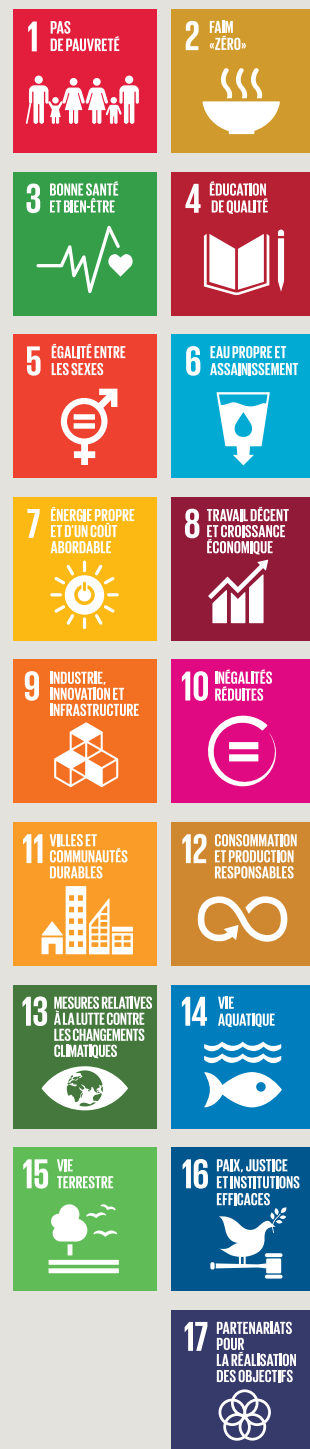 1 PAS
DE PAUVRETÉ
2 FAIM
«ZÉRO»
3 BONNE SANTÉ
ET BIEN-ÊTRE
4 ÉDUCATION
DE QUALITÉ
5 ÉGALITÉ ENTRE
LES SEXES
6 EAU PROPRE ET
ASSAINISSEMENT
7 ÉNERGIE PROPRE
ET D'UN COÛT
ABORDABLE
8 TRAVAIL DÉCENT
ET CROISSANCE
ÉCONOMIQUE
9 INDUSTRIE,
INNOVATION ET
INFRASTRUCTURE
10 INÉGALITÉS
RÉDUITES
11 VILLES ET
COMMUNAUTÉS
DURABLES
12 CONSOMMATION
ET PRODUCTION
RESPONSABLES
13 MESURES RELATIVES
À LA LUTTE CONTRE
LES CHANGEMENTS
CLIMATIQUES
14 VIE
AQUATIQUE
15 VIE
TERRESTRE
16 PAIX, JUSTICE
ET INSTITUTIONS
EFFICACES
17 PARTENARIATS
POUR
LA RÉALISATION
DES OBJECTIFS